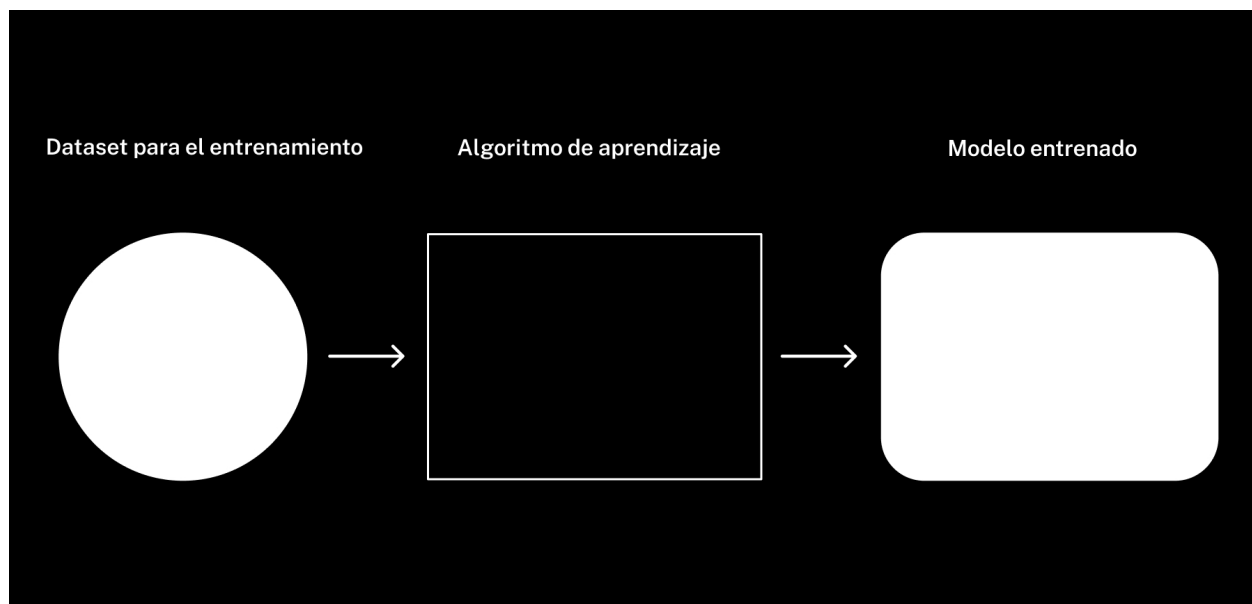 Dataset para el entrenamiento
Algoritmo de aprendizaje
Modelo entrenado